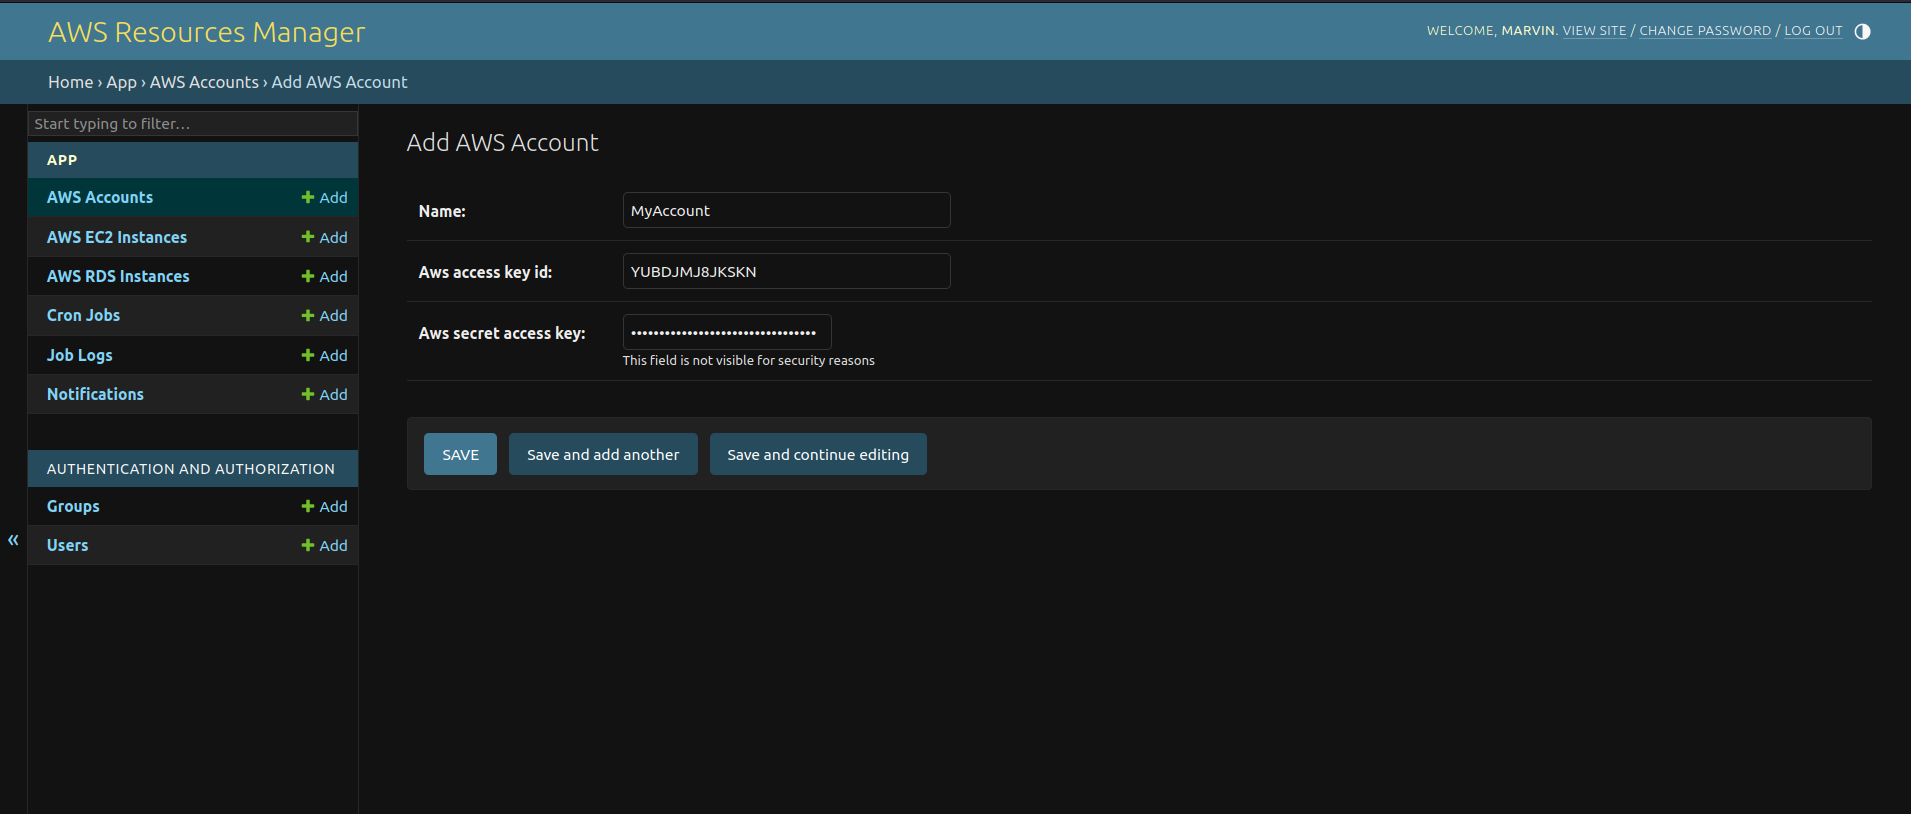 AWS Resources Manager
WELCOME, MARVIN. VIEW SITE / CHANGE PASSWORD / LOG OUT
Home › App › AWS Accounts › Add AWS Account
Start typing to filter...
APP
AWS Accounts + Add
AWS EC2 Instances + Add
AWS RDS Instances + Add
Cron Jobs + Add
Job Logs + Add
Notifications + Add
AUTHENTICATION AND AUTHORIZATION
Groups + Add
Users + Add
«
Add AWS Account
Name: MyAccount
Aws access key id: YUBDJMJ8JKSKN
Aws secret access key: •••••••••••••••••••••••••••••••••
This field is not visible for security reasons
SAVE Save and add another Save and continue editing